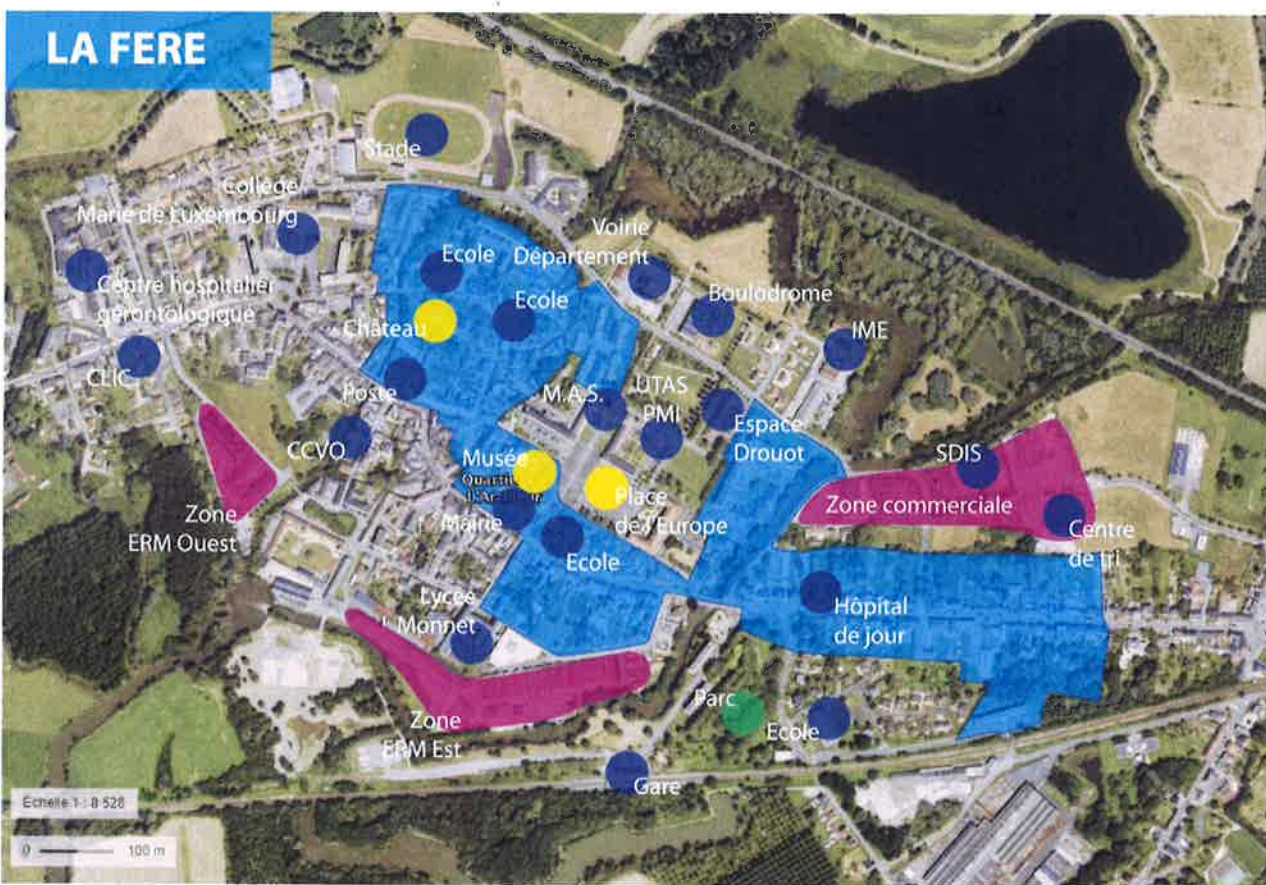 LA FERE
Stade
Collège
Marie de Luxembourg
Voirie
Département
Ecole
Centre hospitalier
gérontologique
Ecole
Boulodrome
Château
IME
CLIC
Poste
M.A.S.
UTAS
PMI
Espace
Drouot
CCVO
Musée
SDIS
Place
de l'Europe
Zone commerciale
Zone
ERM Ouest
Mairie
Centre
de tri
Ecole
Lycée
Monnet
Hôpital
de jour
Zone
ERM Est
Parc
Ecole
Gare
Échelle 1 : 8 528
0 100 m